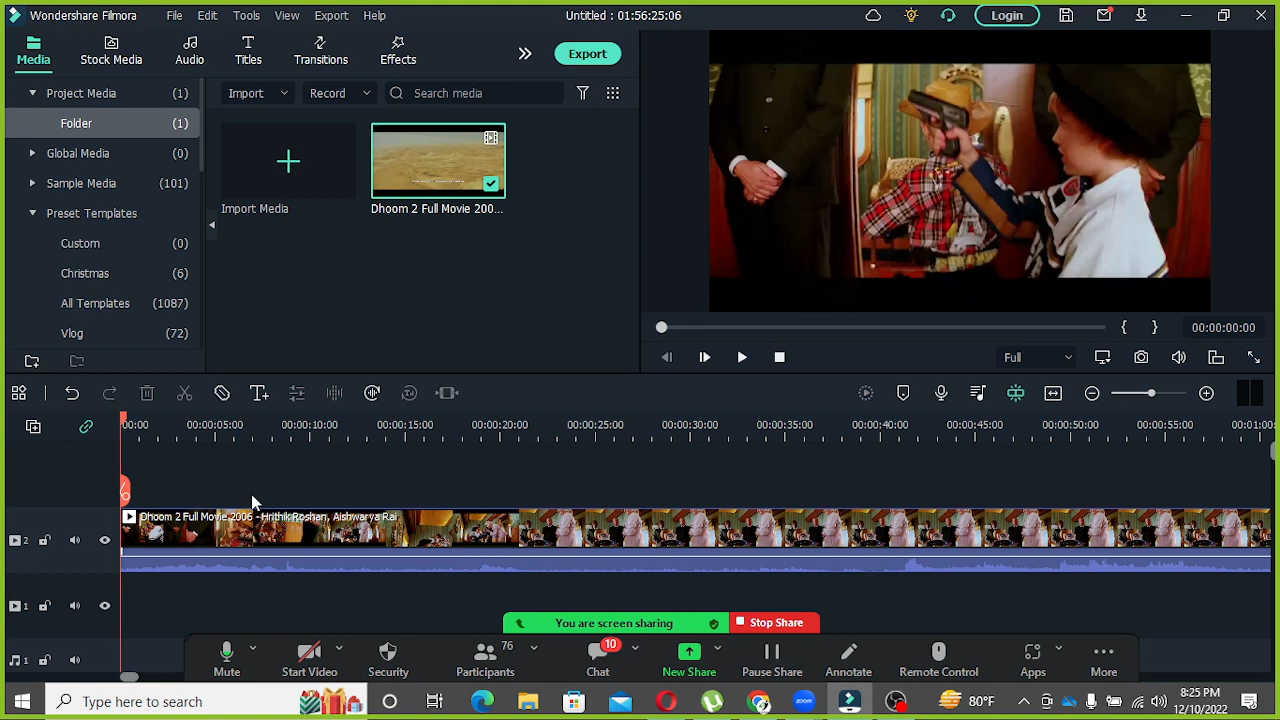 Wondershare Filmora File Edit Tools View Export Help Untitled : 01:56:25:06 Login
Media Stock Media Audio Titles Transitions Effects Export
Project Media (1)
Folder (1)
Global Media (0)
Sample Media (101)
Preset Templates
Custom (0)
Christmas (6)
All Templates (1087)
Vlog (72)
Import Record Search media
Import Media Dhoom 2 Full Movie 200...
00:00:00:00
Full
00:00 00:00:05:00 00:00:10:00 00:00:15:00 00:00:20:00 00:00:25:00 00:00:30:00 00:00:35:00 00:00:40:00 00:00:45:00 00:00:50:00 00:00:55:00 00:01:00:
Dhoom 2 Full Movie 2006 - Hrithik Roshan, Aishwarya Rai
2
1
1
You are screen sharing Stop Share
10
76
Mute Start Video Security Participants Chat New Share Pause Share Annotate Remote Control Apps More
Type here to search
zoom
80°F
8:25 PM
12/10/2022